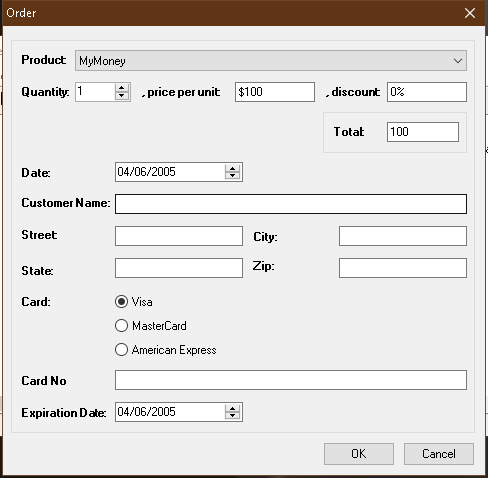 Order
Product: MyMoney
Quantity: 1 , price per unit: $100 , discount: 0%
Total: 100
Date: 04/06/2005
Customer Name:
Street: City:
State: Zip:
Card: Visa
MasterCard
American Express
Card No
Expiration Date: 04/06/2005
OK Cancel